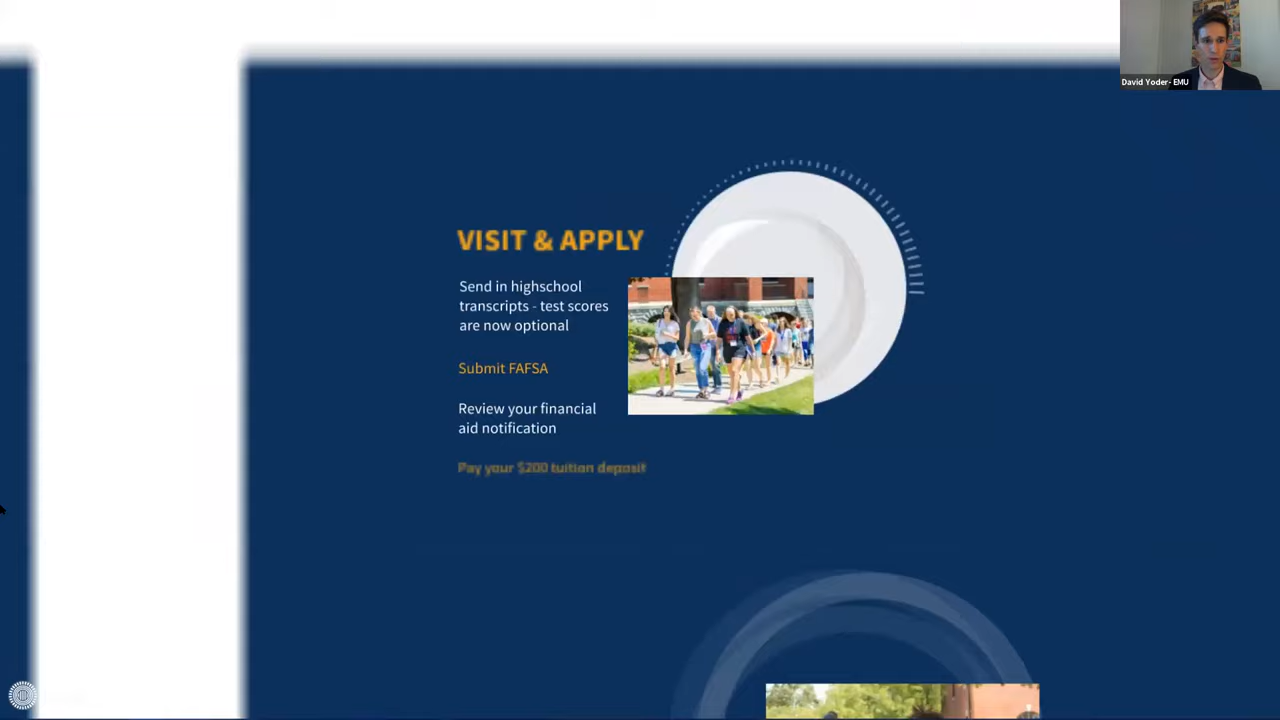 David Yoder- EMU
VISIT & APPLY
Send in highschool
transcripts - test scores
are now optional
Submit FAFSA
Review your financial
aid notification
Pay your $200 tuition deposit